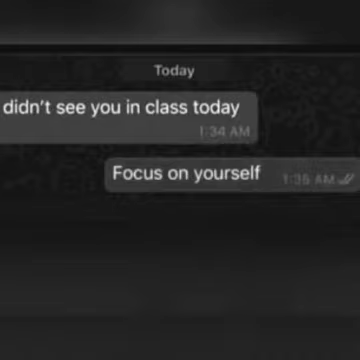 Today
didn't see you in class today
1:34 AM
Focus on yourself
1:35 AM